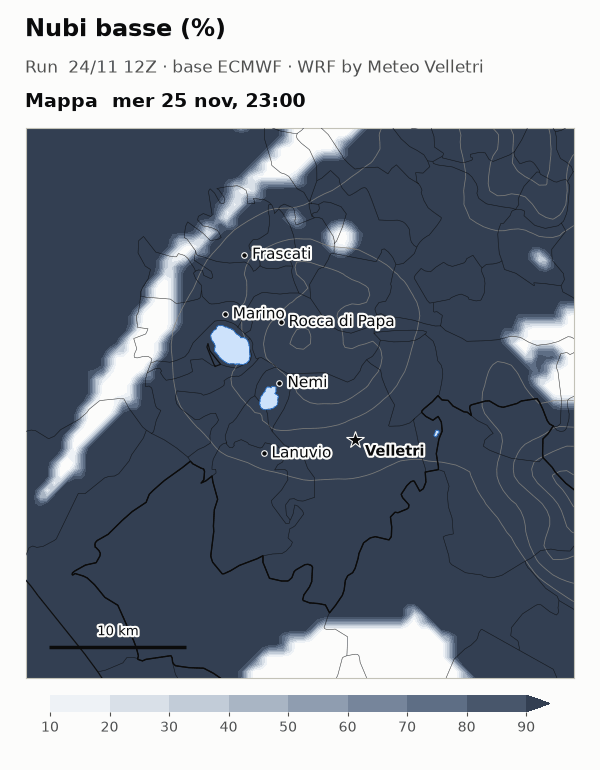 Nubi basse (%)
Run  24/11 12Z · base ECMWF · WRF by Meteo Velletri
Mappa  mer 25 nov, 23:00
Frascati
Marino
Rocca di Papa
Nemi
Velletri
Lanuvio
10 km
10 20 30 40 50 60 70 80 90